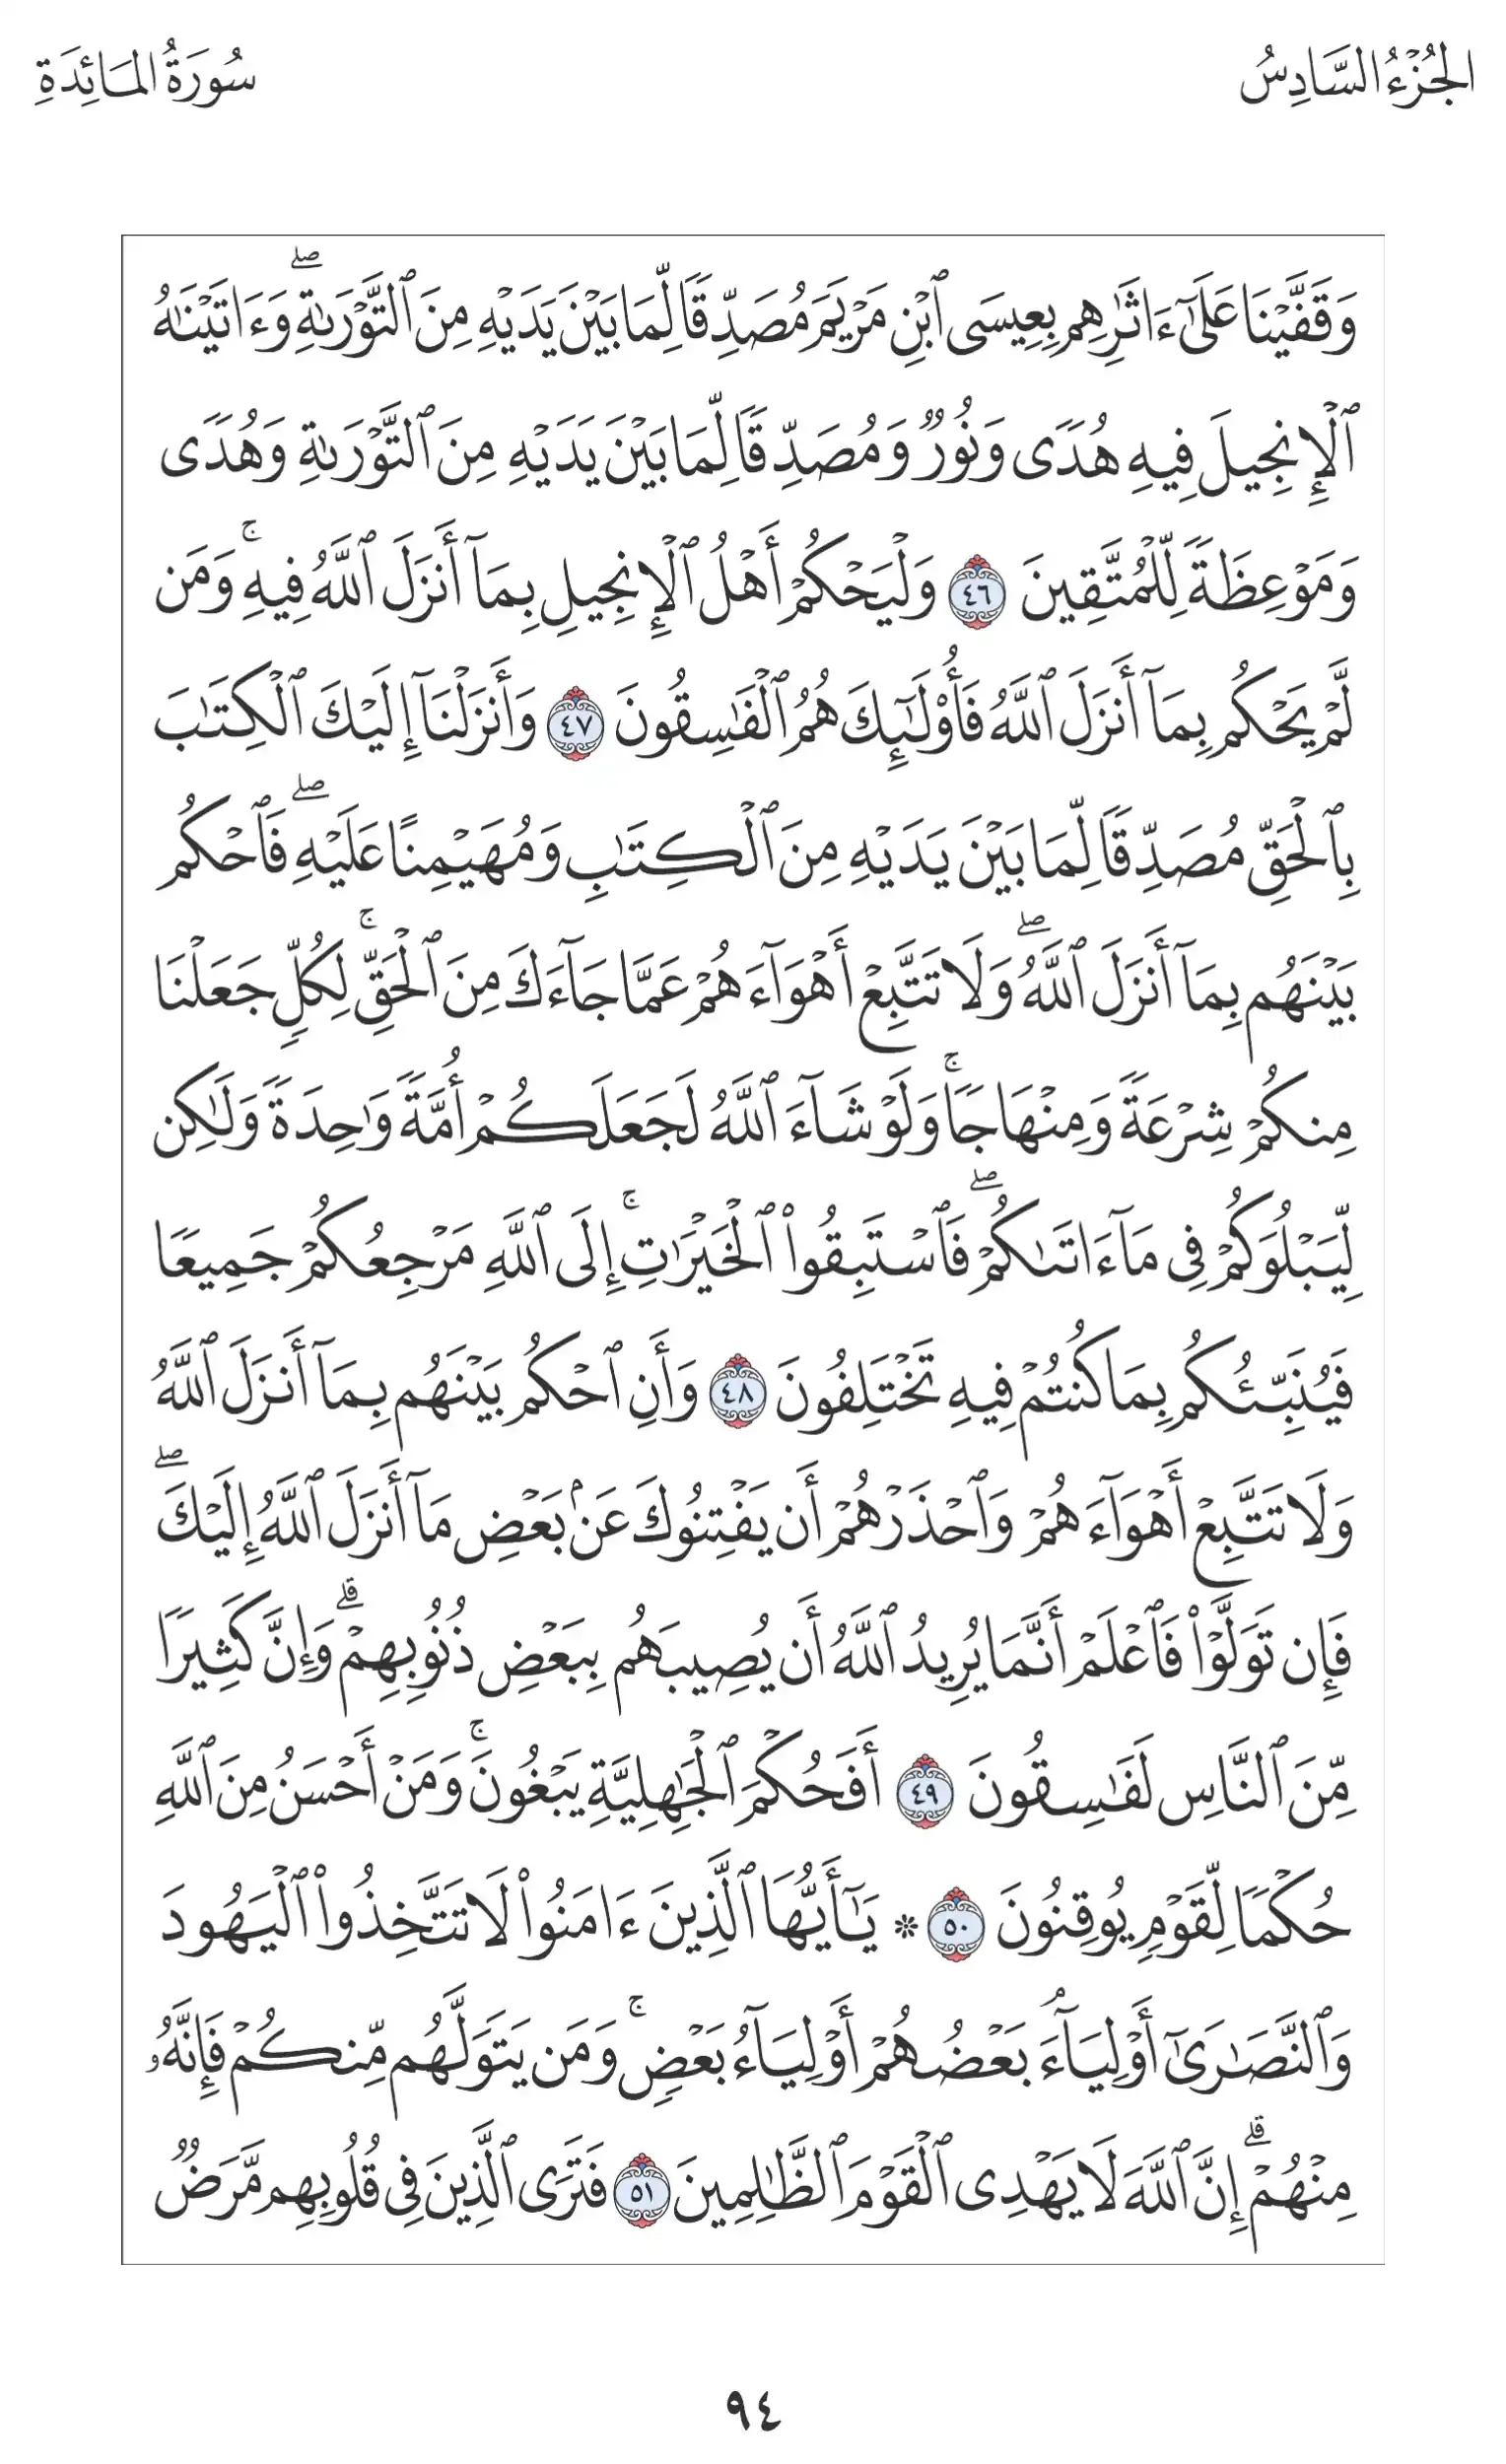 الجُزْءُ السَّادِسُ
سُورَةُ المَائِدَةِ
وَقَفَّيْنَا عَلَىٰٓ ءَاثَٰرِهِم بِعِيسَى ٱبْنِ مَرْيَمَ مُصَدِّقًا لِّمَا بَيْنَ يَدَيْهِ مِنَ ٱلتَّوْرَىٰةِ ۖ وَءَاتَيْنَٰهُ
ٱلْإِنجِيلَ فِيهِ هُدًى وَنُورٌ وَمُصَدِّقًا لِّمَا بَيْنَ يَدَيْهِ مِنَ ٱلتَّوْرَىٰةِ وَهُدًى
وَمَوْعِظَةً لِّلْمُتَّقِينَ ٤٦ وَلْيَحْكُمْ أَهْلُ ٱلْإِنجِيلِ بِمَآ أَنزَلَ ٱللَّهُ فِيهِ ۚ وَمَن
لَّمْ يَحْكُم بِمَآ أَنزَلَ ٱللَّهُ فَأُوْلَٰٓئِكَ هُمُ ٱلْفَٰسِقُونَ ٤٧ وَأَنزَلْنَآ إِلَيْكَ ٱلْكِتَٰبَ
بِٱلْحَقِّ مُصَدِّقًا لِّمَا بَيْنَ يَدَيْهِ مِنَ ٱلْكِتَٰبِ وَمُهَيْمِنًا عَلَيْهِ ۖ فَٱحْكُم
بَيْنَهُم بِمَآ أَنزَلَ ٱللَّهُ ۖ وَلَا تَتَّبِعْ أَهْوَآءَهُمْ عَمَّا جَآءَكَ مِنَ ٱلْحَقِّ ۚ لِكُلٍّ جَعَلْنَا
مِنكُمْ شِرْعَةً وَمِنْهَاجًا ۚ وَلَوْ شَآءَ ٱللَّهُ لَجَعَلَكُمْ أُمَّةً وَٰحِدَةً وَلَٰكِن
لِّيَبْلُوَكُمْ فِى مَآ ءَاتَىٰكُمْ ۖ فَٱسْتَبِقُوا۟ ٱلْخَيْرَٰتِ ۚ إِلَى ٱللَّهِ مَرْجِعُكُمْ جَمِيعًا
فَيُنَبِّئُكُم بِمَا كُنتُمْ فِيهِ تَخْتَلِفُونَ ٤٨ وَأَنِ ٱحْكُم بَيْنَهُم بِمَآ أَنزَلَ ٱللَّهُ
وَلَا تَتَّبِعْ أَهْوَآءَهُمْ وَٱحْذَرْهُمْ أَن يَفْتِنُوكَ عَنۢ بَعْضِ مَآ أَنزَلَ ٱللَّهُ إِلَيْكَ ۖ
فَإِن تَوَلَّوْا۟ فَٱعْلَمْ أَنَّمَا يُرِيدُ ٱللَّهُ أَن يُصِيبَهُم بِبَعْضِ ذُنُوبِهِمْ ۗ وَإِنَّ كَثِيرًا
مِّنَ ٱلنَّاسِ لَفَٰسِقُونَ ٤٩ أَفَحُكْمَ ٱلْجَٰهِلِيَّةِ يَبْغُونَ ۚ وَمَنْ أَحْسَنُ مِنَ ٱللَّهِ
حُكْمًا لِّقَوْمٍ يُوقِنُونَ ٥٠ * يَٰٓأَيُّهَا ٱلَّذِينَ ءَامَنُوا۟ لَا تَتَّخِذُوا۟ ٱلْيَهُودَ
وَٱلنَّصَٰرَىٰٓ أَوْلِيَآءَ ۘ بَعْضُهُمْ أَوْلِيَآءُ بَعْضٍ ۚ وَمَن يَتَوَلَّهُم مِّنكُمْ فَإِنَّهُۥ
مِنْهُمْ ۗ إِنَّ ٱللَّهَ لَا يَهْدِى ٱلْقَوْمَ ٱلظَّٰلِمِينَ ٥١ فَتَرَى ٱلَّذِينَ فِى قُلُوبِهِم مَّرَضٌ
٩٤